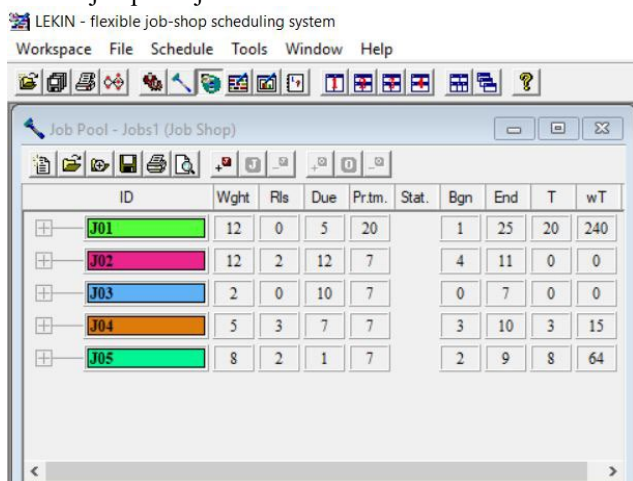 LEKIN - flexible job-shop scheduling system
Workspace File Schedule Tools Window Help
Job Pool - Jobs1 (Job Shop)
ID Wght Rls Due Pr.tm. Stat. Bgn End T wT
J01 12 0 5 20 1 25 20 240
J02 12 2 12 7 4 11 0 0
J03 2 0 10 7 0 7 0 0
J04 5 3 7 7 3 10 3 15
J05 8 2 1 7 2 9 8 64